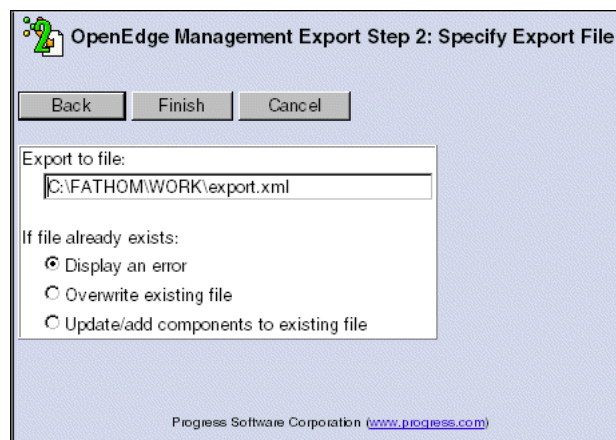 OpenEdge Management Export Step 2: Specify Export File
Back Finish Cancel
Export to file:
C:\FATHOM\WORK\export.xml
If file already exists:
Display an error
Overwrite existing file
Update/add components to existing file
Progress Software Corporation (www.progress.com)